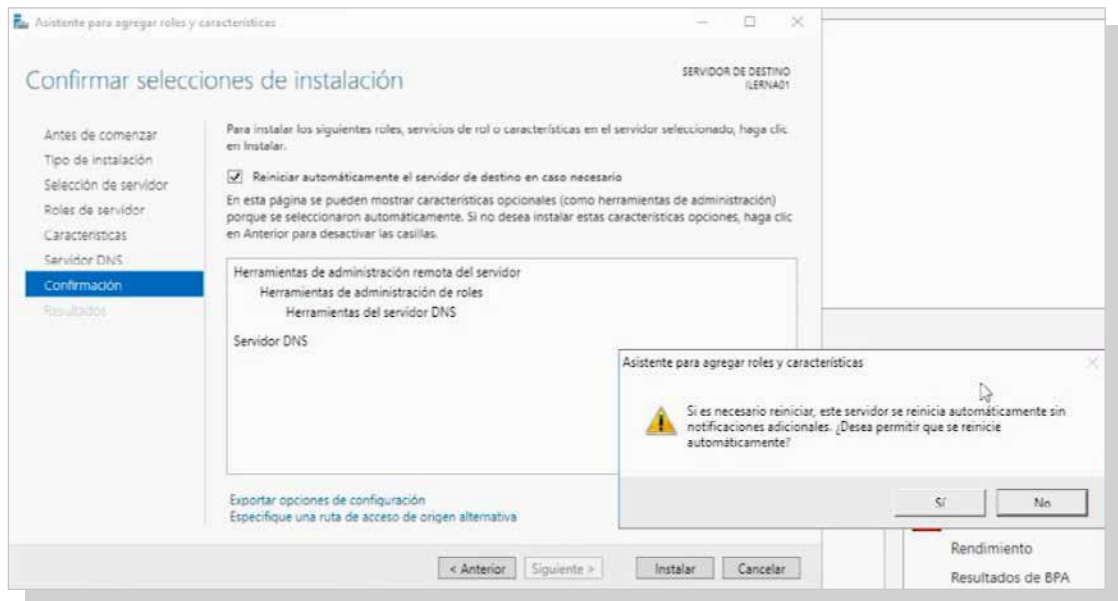 Asistente para agregar roles y características
Confirmar selecciones de instalación
SERVIDOR DE DESTINO
ILERNA01
Antes de comenzar
Tipo de instalación
Selección de servidor
Roles de servidor
Características
Servidor DNS
Confirmación
Resultados
Para instalar los siguientes roles, servicios de rol o características en el servidor seleccionado, haga clic
en Instalar.
Reiniciar automáticamente el servidor de destino en caso necesario
En esta página se pueden mostrar características opcionales (como herramientas de administración)
porque se seleccionaron automáticamente. Si no desea instalar estas características opciones, haga clic
en Anterior para desactivar las casillas.
Herramientas de administración remota del servidor
Herramientas de administración de roles
Herramientas del servidor DNS
Servidor DNS
Exportar opciones de configuración
Especifique una ruta de acceso de origen alternativa
< Anterior
Siguiente >
Instalar
Cancelar
Asistente para agregar roles y características
Si es necesario reiniciar, este servidor se reinicia automáticamente sin
notificaciones adicionales. ¿Desea permitir que se reinicie
automáticamente?
Sí
No
Rendimiento
Resultados de BPA